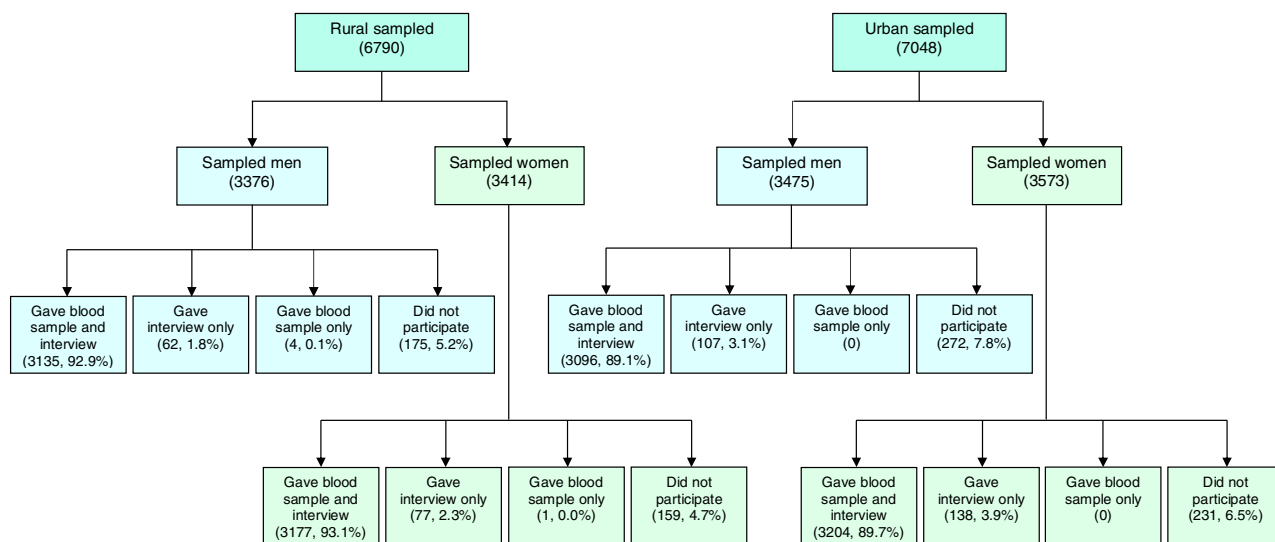 Rural sampled
(6790)
Urban sampled
(7048)
Sampled men
(3376)
Sampled women
(3414)
Sampled men
(3475)
Sampled women
(3573)
Gave blood
sample and
interview
(3135, 92.9%)
Gave
interview only
(62, 1.8%)
Gave blood
sample only
(4, 0.1%)
Did not
participate
(175, 5.2%)
Gave blood
sample and
interview
(3096, 89.1%)
Gave
interview only
(107, 3.1%)
Gave blood
sample only
(0)
Did not
participate
(272, 7.8%)
Gave blood
sample and
interview
(3177, 93.1%)
Gave
interview only
(77, 2.3%)
Gave blood
sample only
(1, 0.0%)
Did not
participate
(159, 4.7%)
Gave blood
sample and
interview
(3204, 89.7%)
Gave
interview only
(138, 3.9%)
Gave blood
sample only
(0)
Did not
participate
(231, 6.5%)